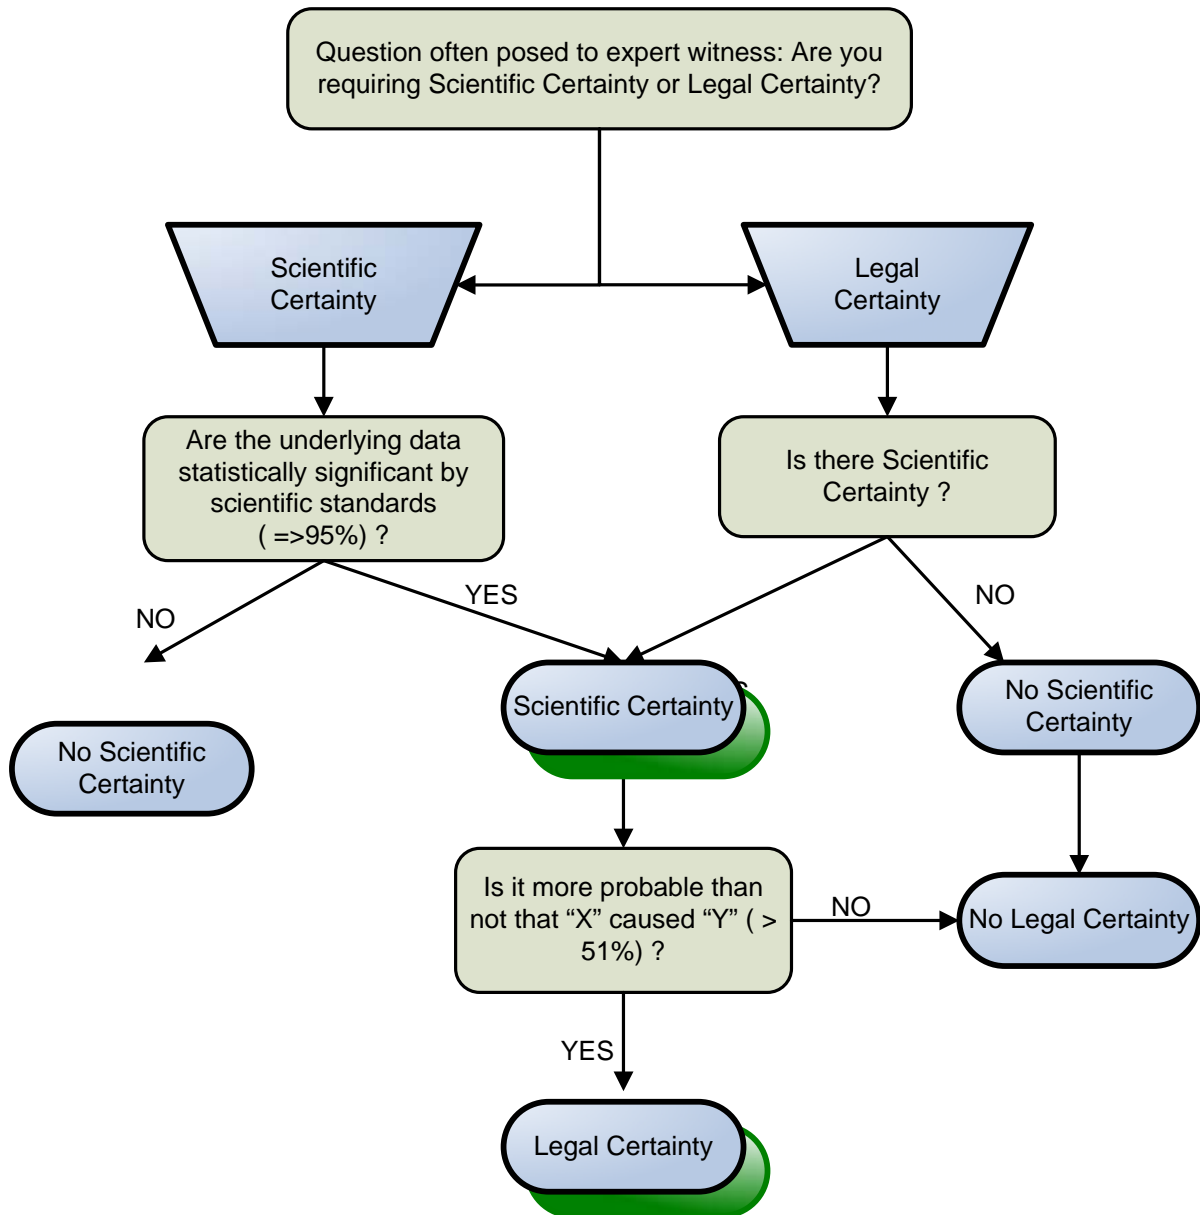 Question often posed to expert witness: Are you
requiring Scientific Certainty or Legal Certainty?
Scientific
Certainty
Legal
Certainty
Are the underlying data
statistically significant by
scientific standards
( =>95%) ?
Is there Scientific
Certainty ?
NO
YES
NO
No Scientific
Certainty
Scientific Certainty
No Scientific
Certainty
Is it more probable than
not that “X” caused “Y” ( >
51%) ?
NO
No Legal Certainty
YES
Legal Certainty